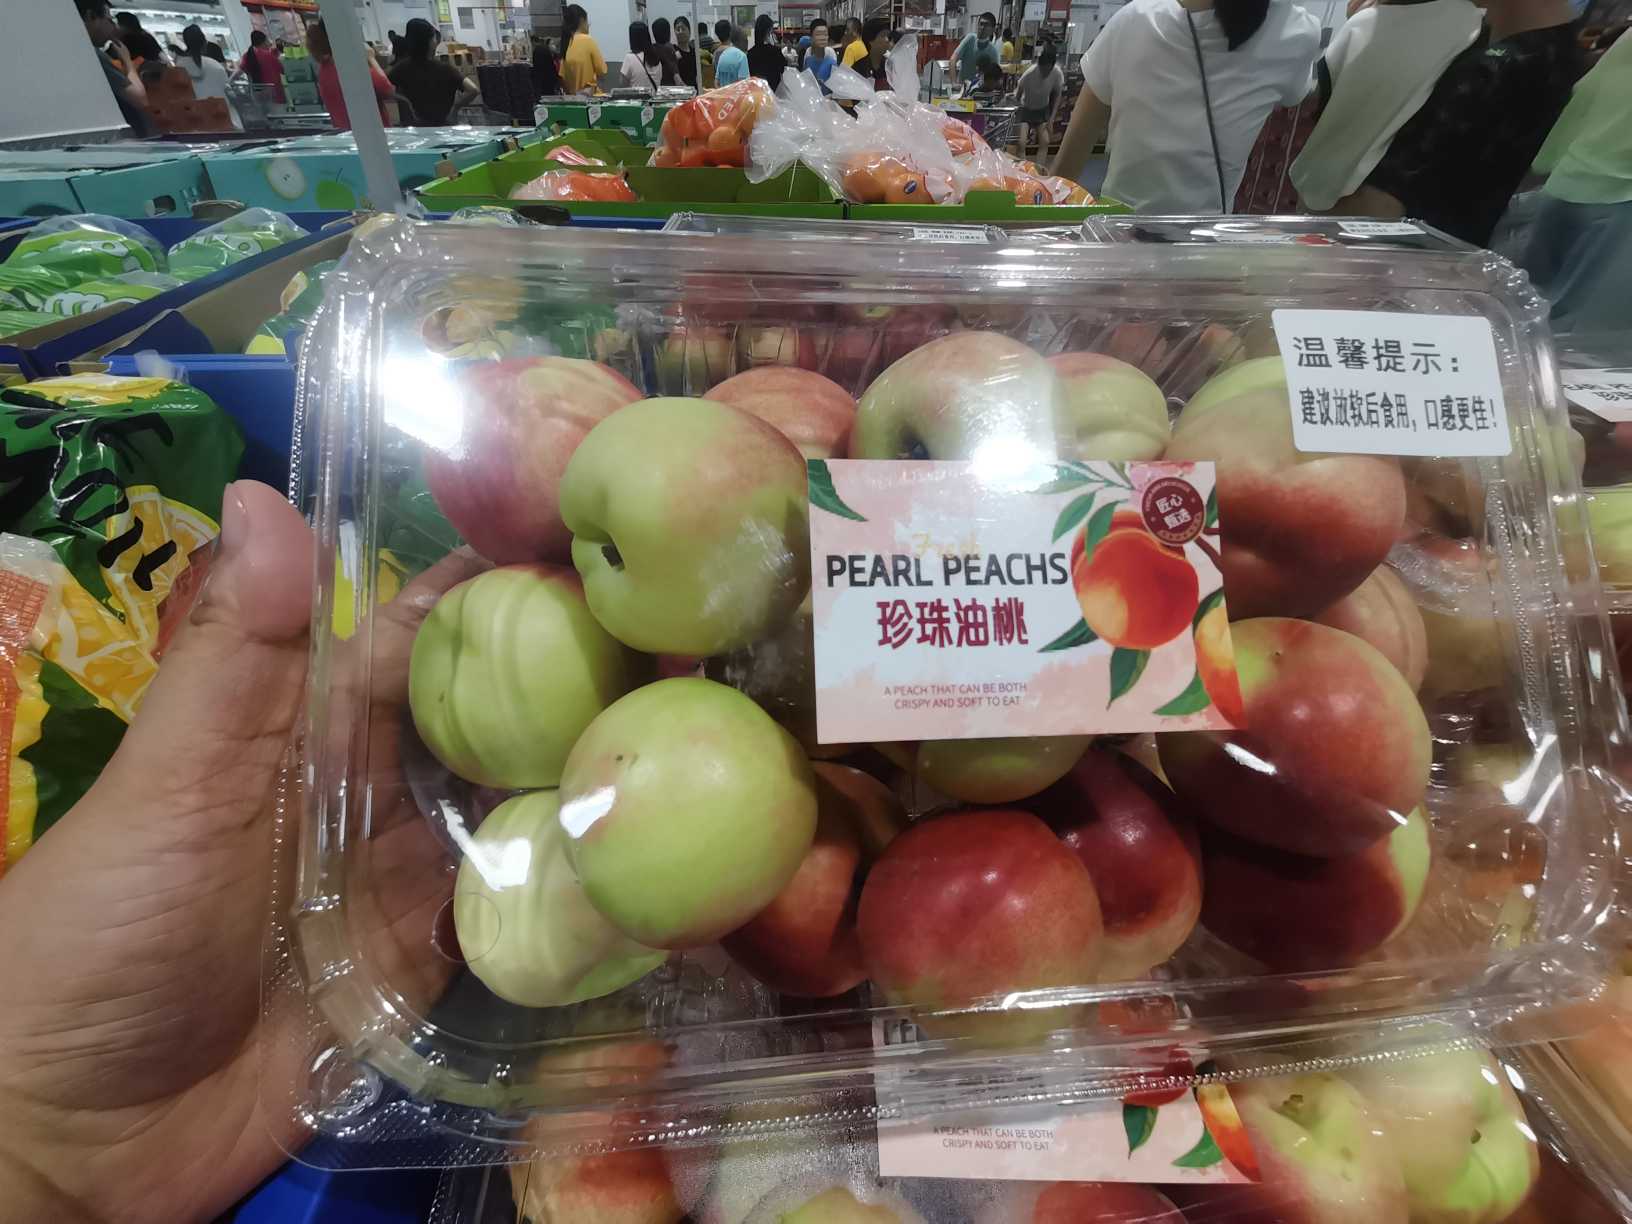 温馨提示：
建议放软后食用，口感更佳！
匠心
甄选
Fresh
PEARL PEACHS
珍珠油桃
A PEACH THAT CAN BE BOTH
CRISPY AND SOFT TO EAT
PEARL PEACHS
A PEACH THAT CAN BE BOTH
CRISPY AND SOFT TO EAT